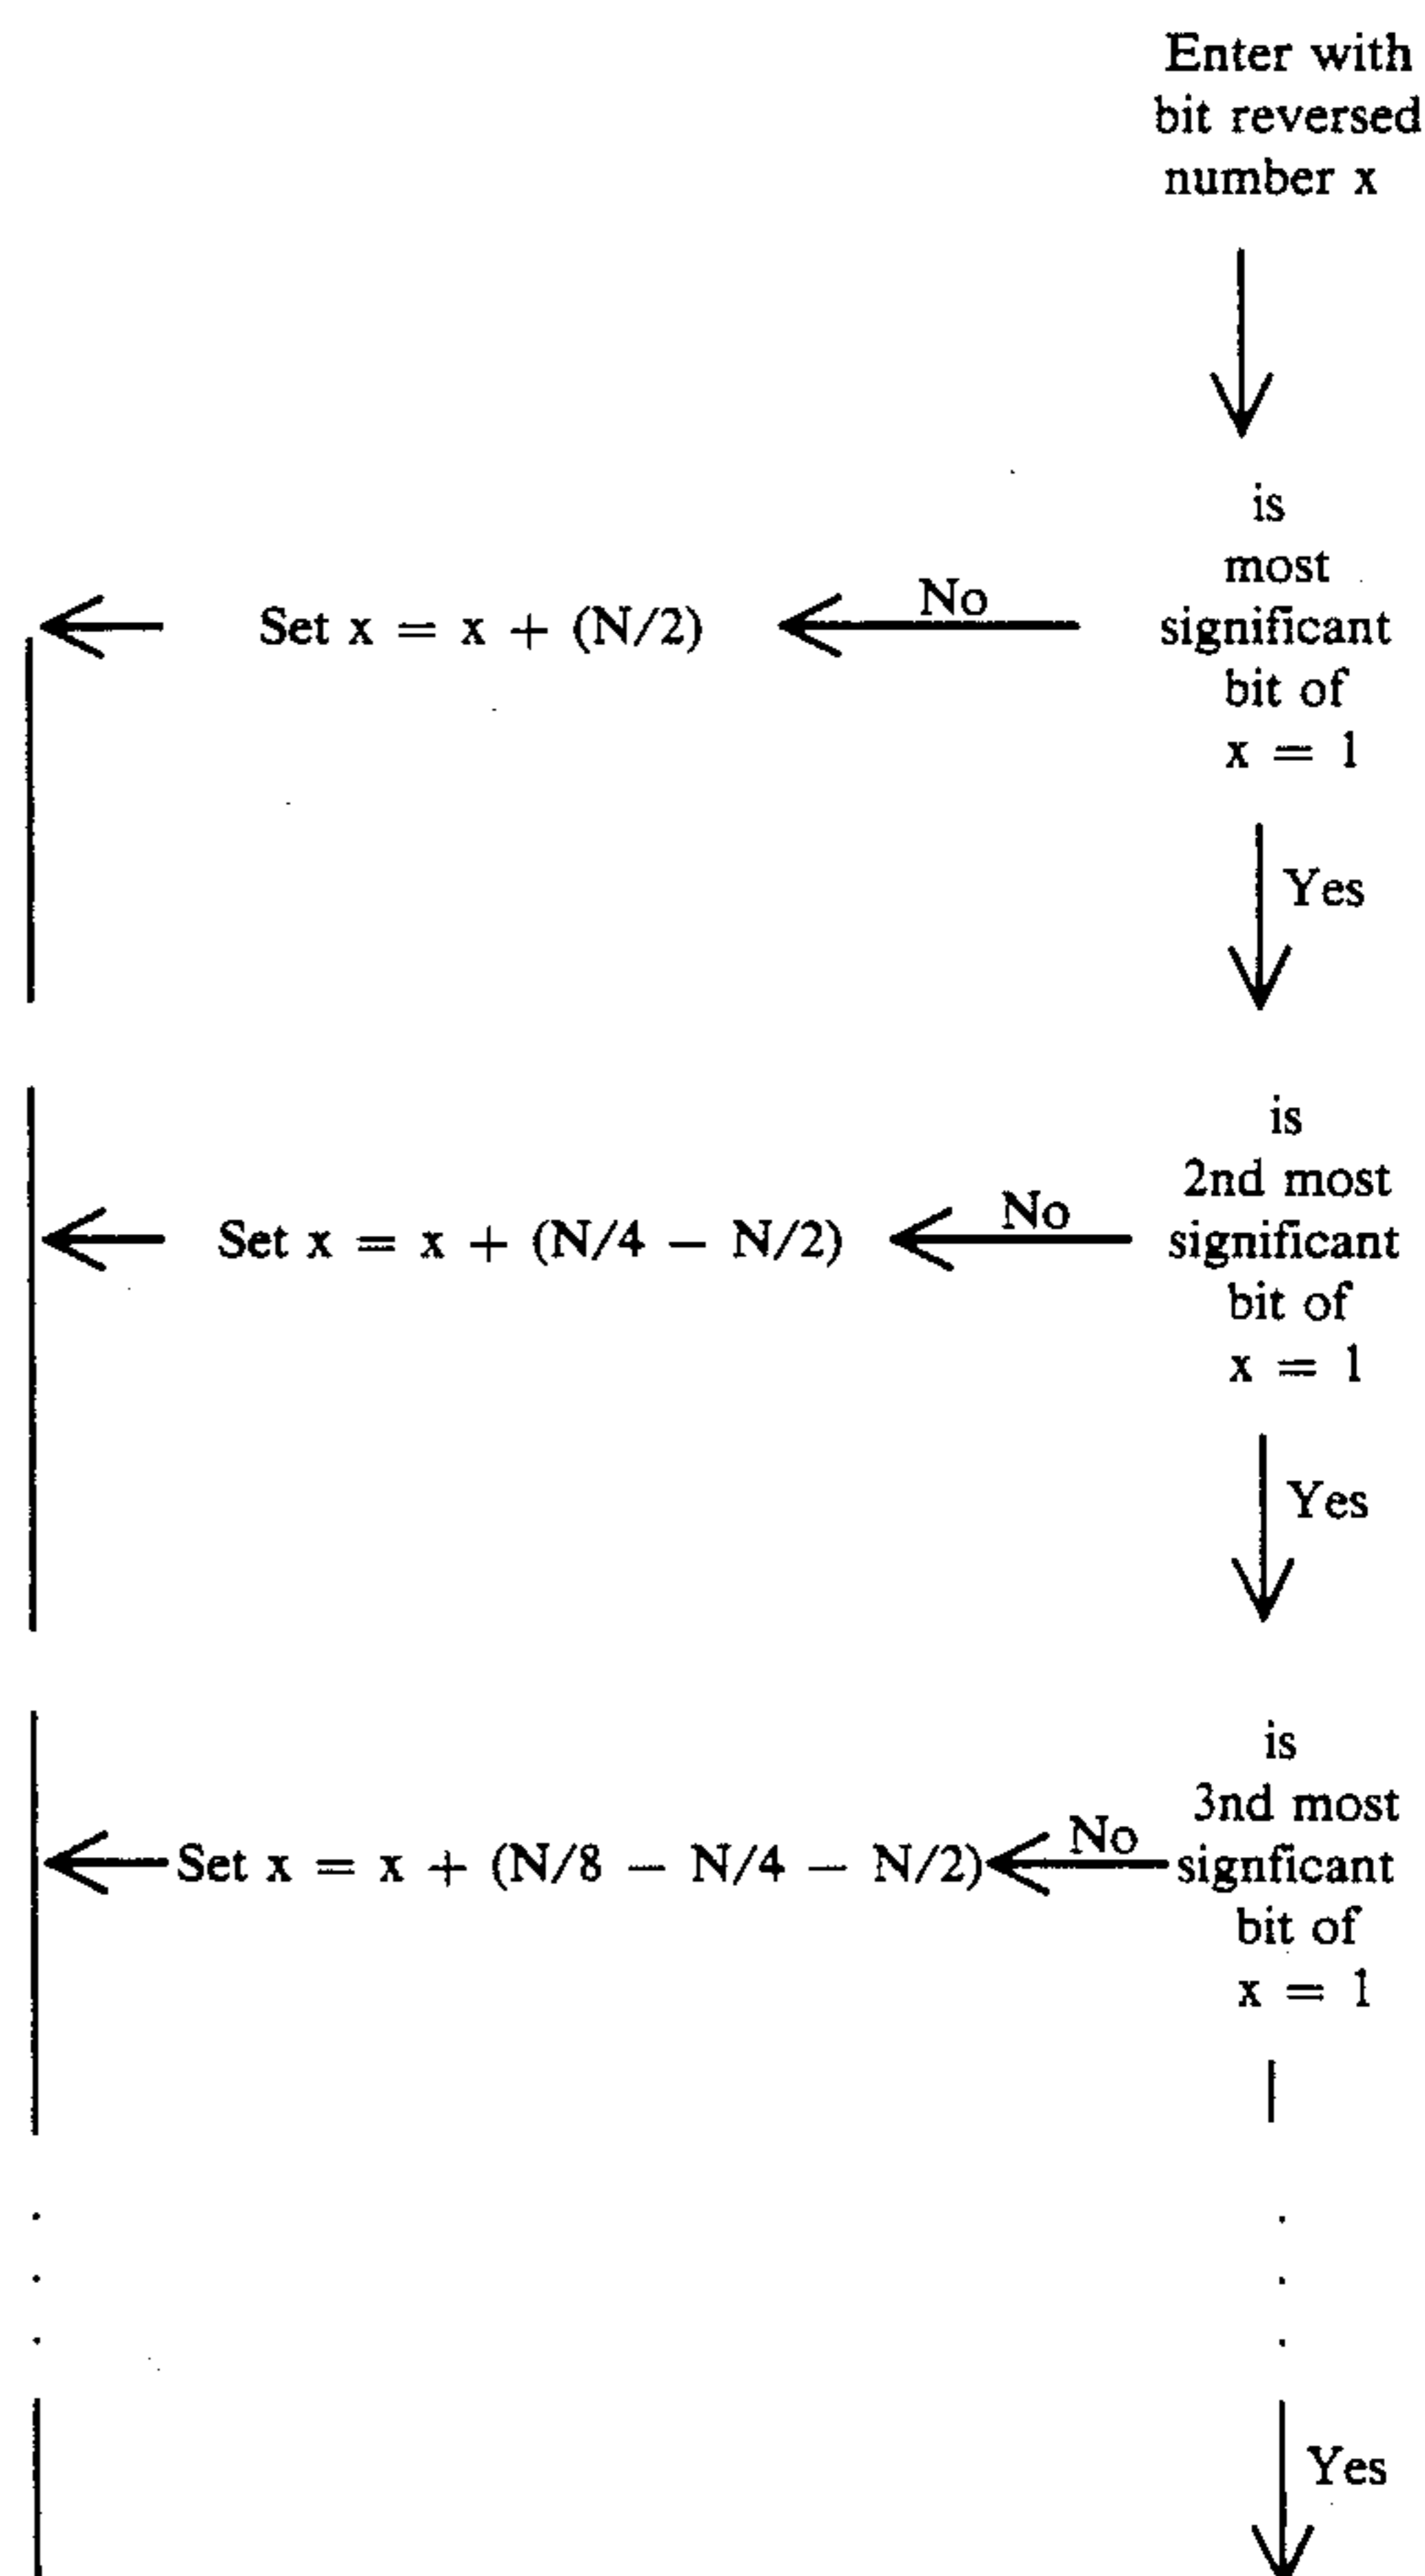 Enter with
bit reversed
number x
is
most
significant
bit of
x = 1
No
Set x = x + (N/2)
Yes
is
2nd most
significant
bit of
x = 1
No
Set x = x + (N/4 − N/2)
Yes
is
3nd most
signficant
bit of
x = 1
No
Set x = x + (N/8 − N/4 − N/2)
.
.
.
.
.
.
Yes